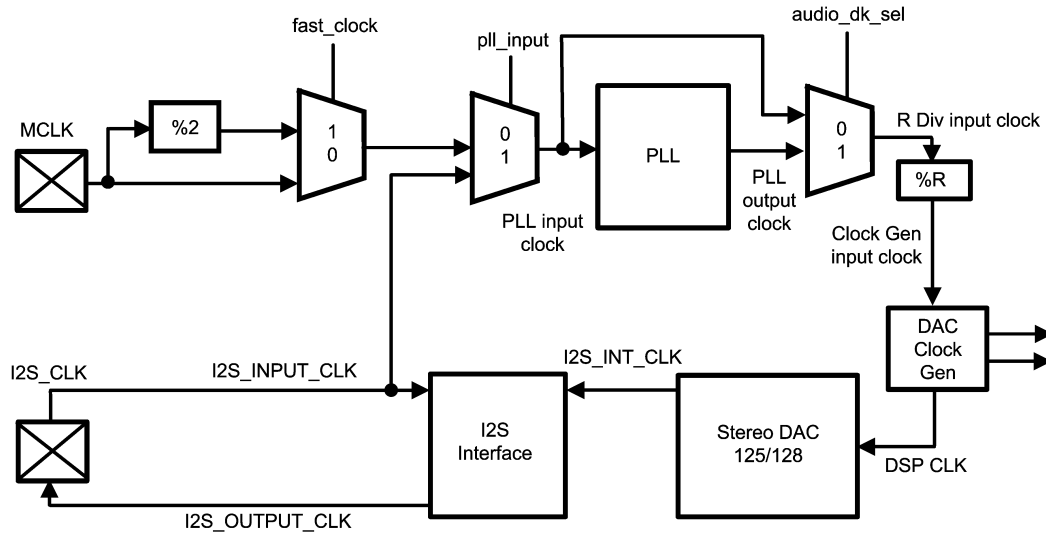 fast_clock
pll_input
audio_dk_sel
MCLK
%2
1
0
0
1
PLL
0
1
R Div input clock
%R
PLL input
clock
PLL
output
clock
Clock Gen
input clock
DAC
Clock
Gen
I2S_CLK
I2S_INPUT_CLK
I2S_INT_CLK
I2S
Interface
Stereo DAC
125/128
DSP CLK
I2S_OUTPUT_CLK